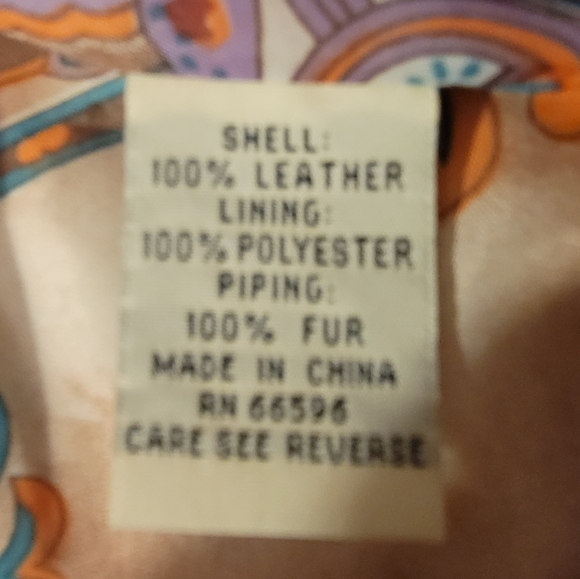 SHELL:
100% LEATHER
LINING:
100% POLYESTER
PIPING:
100% FUR
MADE IN CHINA
RN 66596
CARE SEE REVERSE